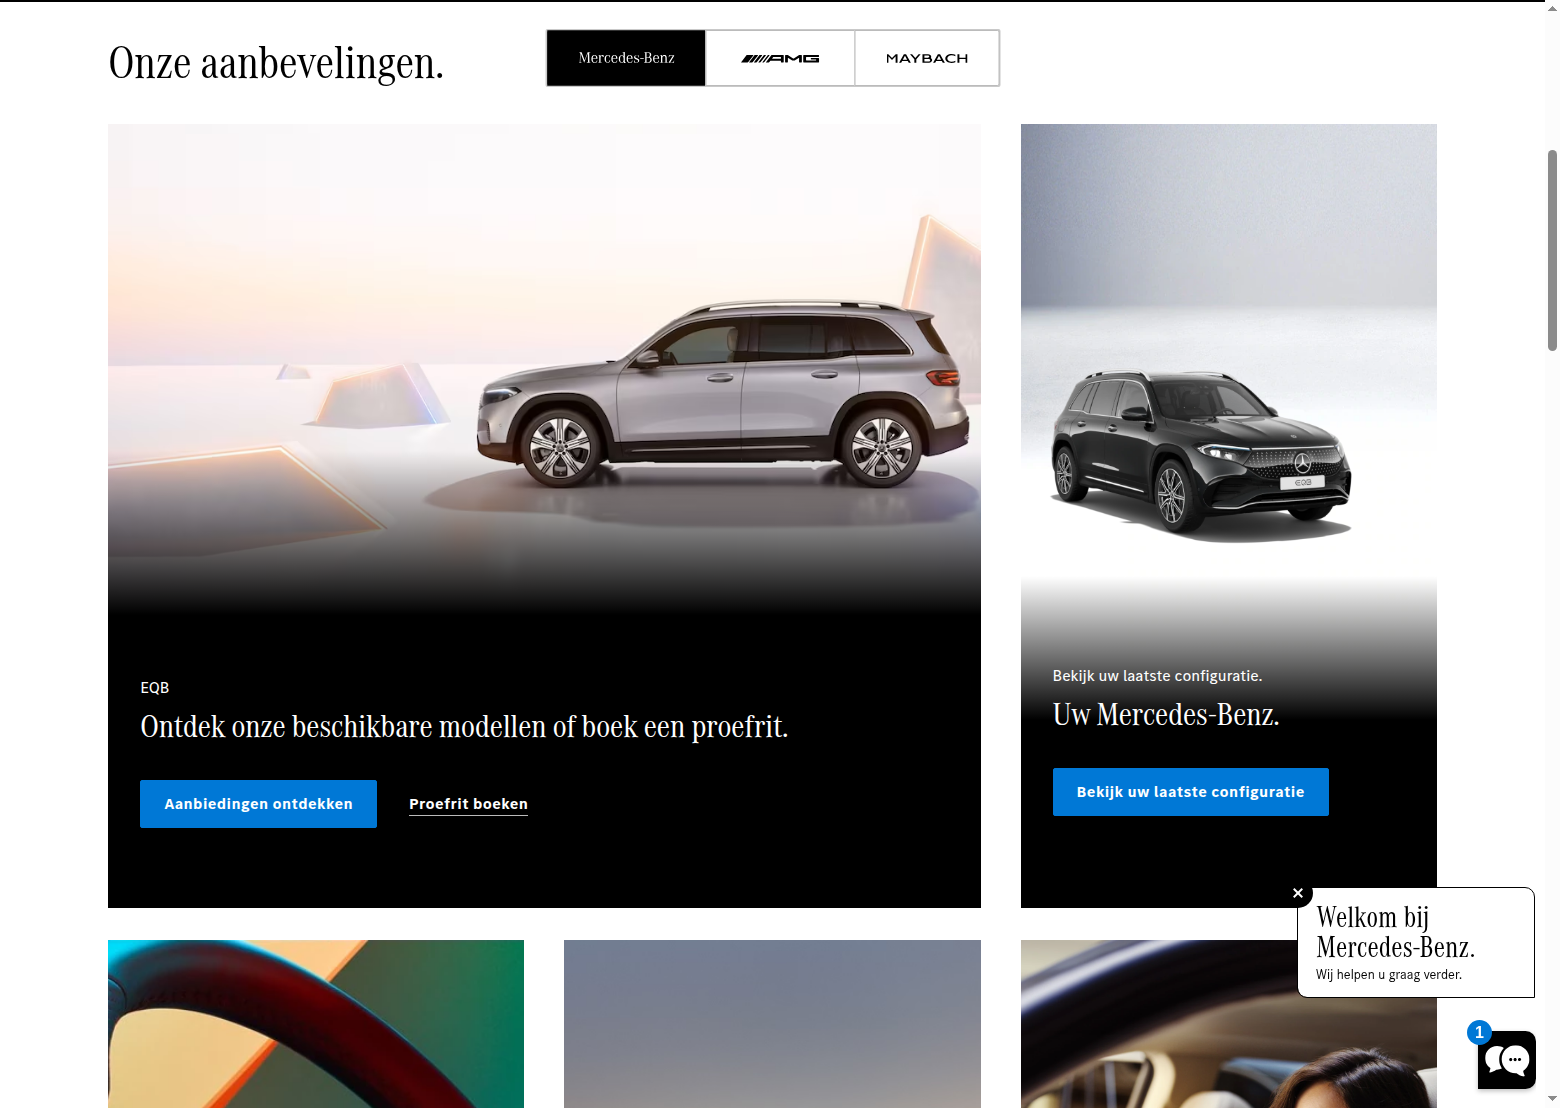 Onze aanbevelingen.
Mercedes-Benz
AMG
MAYBACH
EQB
EQB
Ontdek onze beschikbare modellen of boek een proefrit.
Aanbiedingen ontdekken
Proefrit boeken
Bekijk uw laatste configuratie.
Uw Mercedes-Benz.
Bekijk uw laatste configuratie
Welkom bij
Mercedes-Benz.
Wij helpen u graag verder.
1